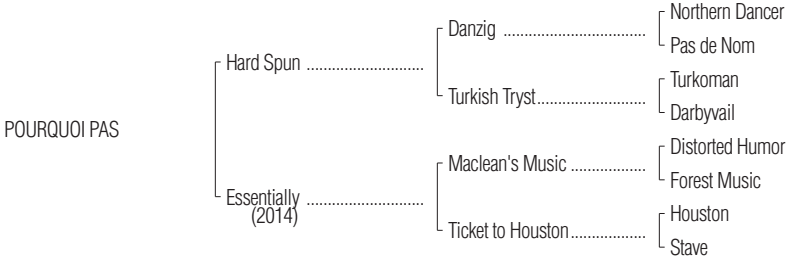 Northern Dancer
Danzig ................................
Pas de Nom
Hard Spun ...........................
Turkoman
Turkish Tryst.........................
Darbyvail
POURQUOI PAS
Distorted Humor
Maclean's Music .................
Forest Music
Essentially ...........................
(2014)
Houston
Ticket to Houston.................
Stave